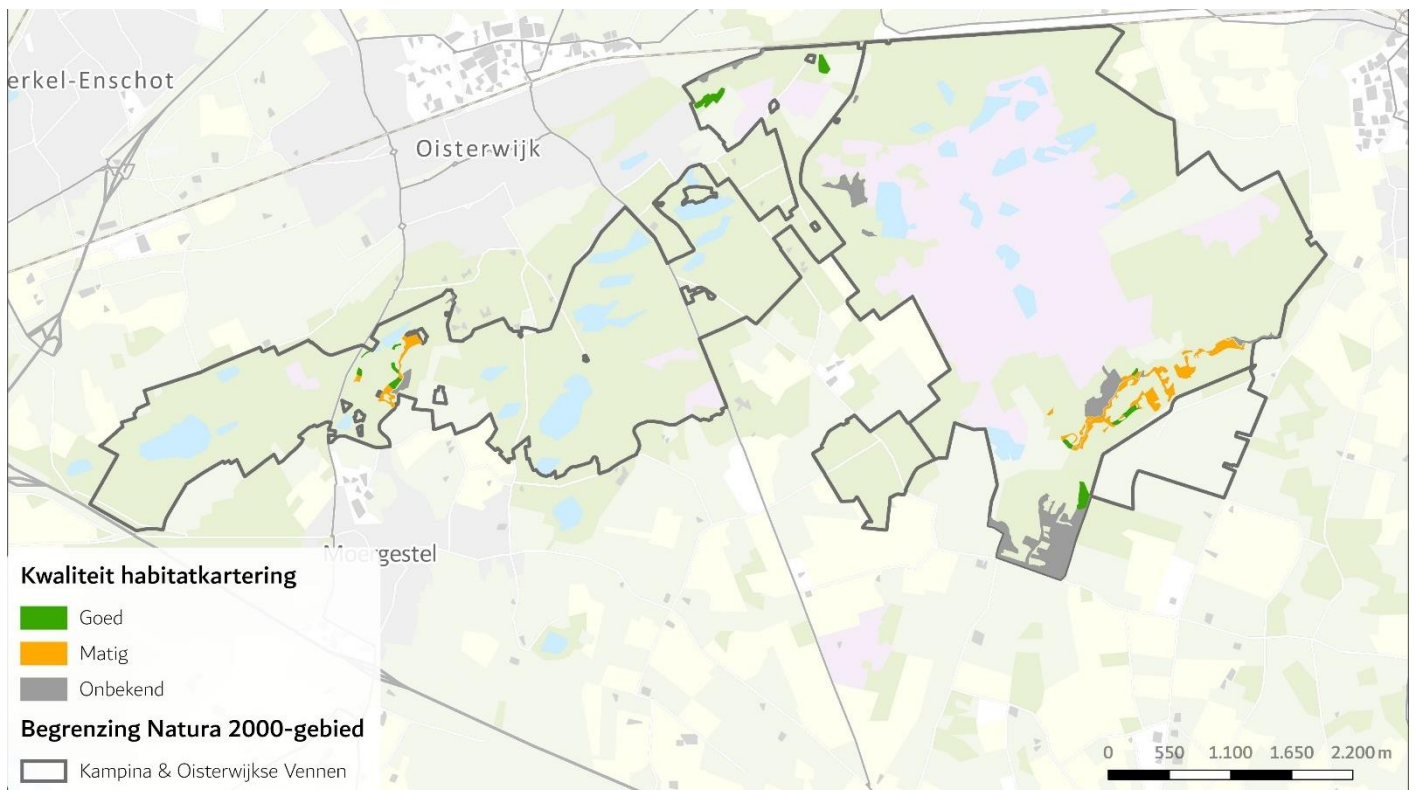 erkel-Enschot
Oisterwijk
Moergestel
Kwaliteit habitatkartering
Goed
Matig
Onbekend
Begrenzing Natura 2000-gebied
Kampina & Oisterwijkse Vennen
0 550 1.100 1.650 2.200 m